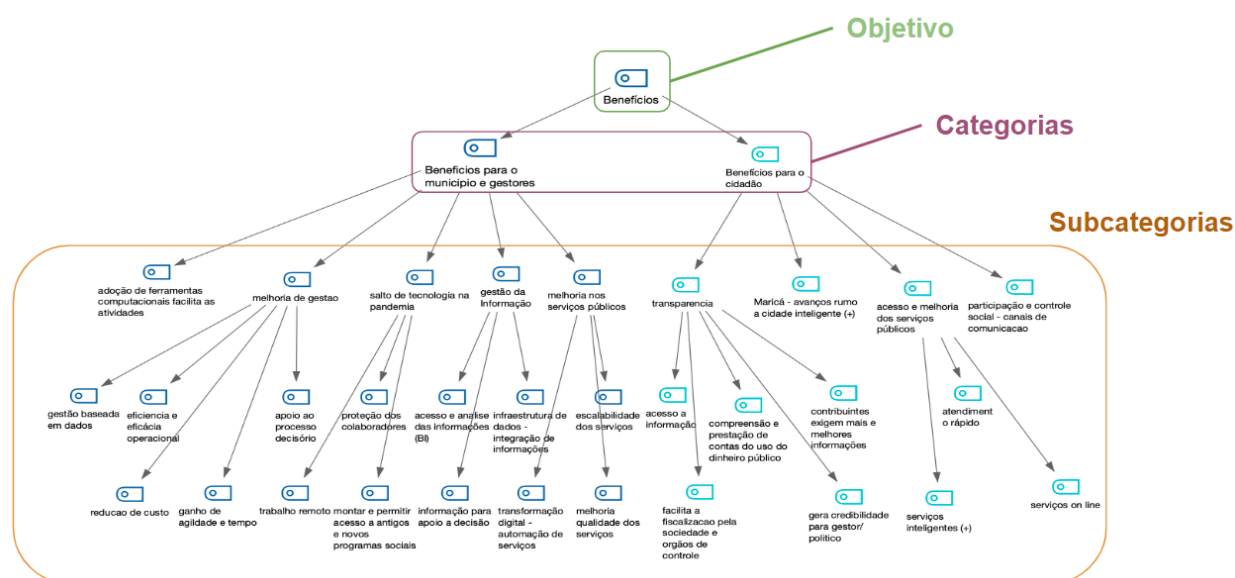 Objetivo
Benefícios
Categorias
Beneficios para o
municipio e gestores
Benefícios para o
cidadão
Subcategorias
adoção de ferramentas
computacionais facilita as
atividades
melhoria de gestao
salto de tecnologia na
pandemia
gestão da
Informação
melhoria nos
serviços públicos
transparencia
Maricá - avanços rumo
a cidade inteligente (+)
acesso e melhoria
dos serviços
públicos
participação e controle
social - canais de
comunicacao
gestão baseada
em dados
eficiencia e
eficácia
operacional
apoio ao
processo
decisório
proteção dos
colaboradores
acesso e analise
das informações
(BI)
infraestrutura de
dados -
integração de
informações
escalabilidade
dos serviços
acesso a
informação
compreensão e
prestação de
contas do uso do
dinheiro público
contribuintes
exigem mais e
melhores
informações
atendiment
o rápido
reducao de custo
ganho de
agildade e tempo
trabalho remoto
montar e permitir
acesso a antigos
e novos
programas sociais
informação para
apoio a decisão
transformação
digital -
automação de
serviços
melhoria
qualidade dos
serviços
facilita a
fiscalizacao pela
sociedade e
orgãos de
controle
gera credibilidade
para gestor/
politico
serviços
inteligentes (+)
serviços on line